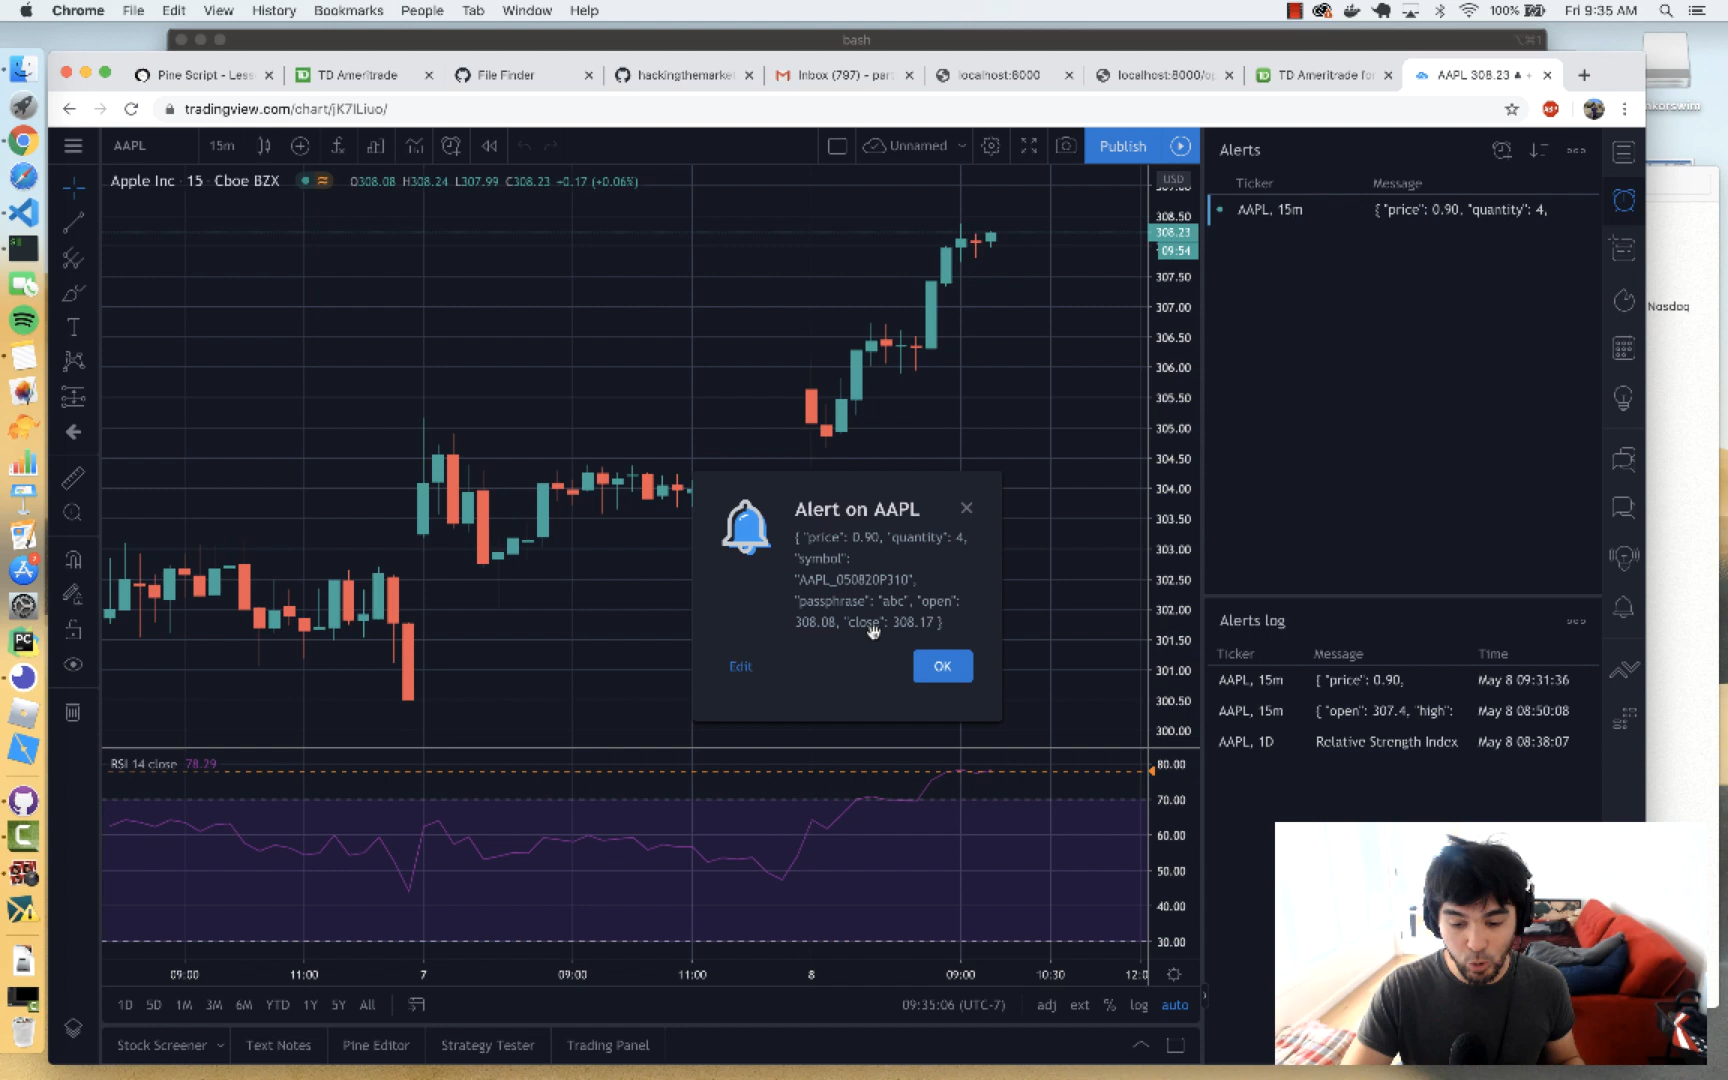 Chrome File Edit View History Bookmarks People Tab Window Help
100% Fri 9:35 AM
bash
Pine Script - Less
TD Ameritrade
File Finder
hackingthemarket
Inbox (797) - par
localhost:8000
localhost:8000/op
TD Ameritrade for
AAPL 308.23
tradingview.com/chart/jK7lLiuo/
AAPL 15m
Unnamed
Publish
Apple Inc · 15 · Cboe BZX
O308.08 H308.24 L307.99 C308.23 +0.17 (+0.06%)
USD
308.50
308.23
09:54
307.50
307.00
306.50
306.00
305.50
305.00
304.50
304.00
303.50
303.00
302.50
302.00
301.50
301.00
300.50
300.00
Alert on AAPL
{ "price": 0.90, "quantity": 4,
"symbol":
"AAPL_050820P310",
"passphrase": "abc", "open":
308.08, "close": 308.17 }
Edit
OK
RSI 14 close 78.29
80.00
70.00
60.00
50.00
40.00
30.00
09:00 11:00 7 09:00 11:00 8 09:00 10:30 12:0
1D 5D 1M 3M 6M YTD 1Y 5Y All
09:35:06 (UTC-7)
adj ext % log auto
Stock Screener
Text Notes
Pine Editor
Strategy Tester
Trading Panel
Alerts
Ticker Message
AAPL, 15m { "price": 0.90, "quantity": 4,
Alerts log
Ticker Message Time
AAPL, 15m { "price": 0.90, May 8 09:31:36
AAPL, 15m { "open": 307.4, "high": May 8 08:50:08
AAPL, 1D Relative Strength Index May 8 08:38:07
Nasdaq